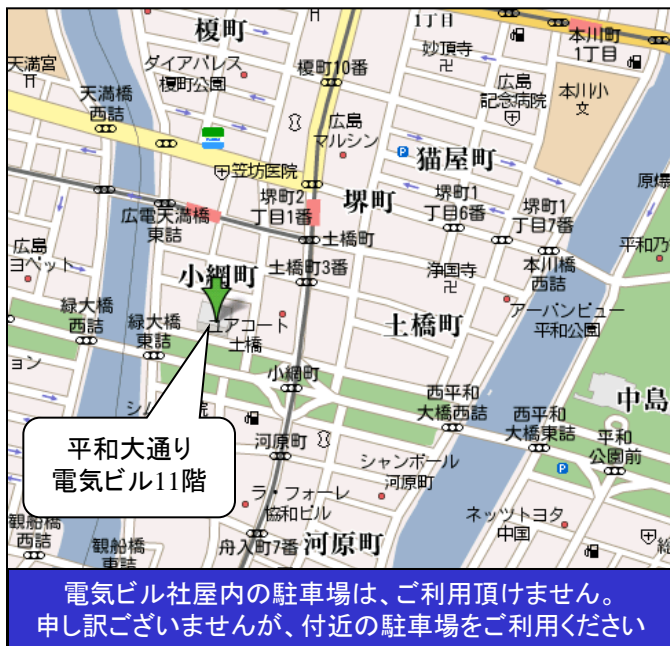 榎町
1丁目
本川町
1丁目
天満宮
ダイアパレス
榎町公園
榎町10番
妙頂寺
広島
記念病院
本川小
天満橋
西詰
広島
マルシン
猫屋町
笠坊医院
原爆
広電天満橋
東詰
堺町2
丁目1番
堺町
堺町1
丁目6番
堺町1
丁目7番
土橋町
広島
ヨペット
小網町
土橋町3番
浄国寺
本川橋
西詰
平和乃
緑大橋
西詰
緑大橋
東詰
ユアコート
土橋
土橋町
アーバンビュー
平和公園
ョン
小網町
西平和
大橋西詰
西平和
大橋東詰
中島
平和
公園前
平和大通り
電気ビル11階
河原町
シャンボール
河原町
ラ・フォーレ
協和ビル
ネッツトヨタ
中国
観船橋
西詰
観船橋
東詰
舟入町7番
河原町
総
電気ビル社屋内の駐車場は、ご利用頂けません。
申し訳ございませんが、付近の駐車場をご利用ください